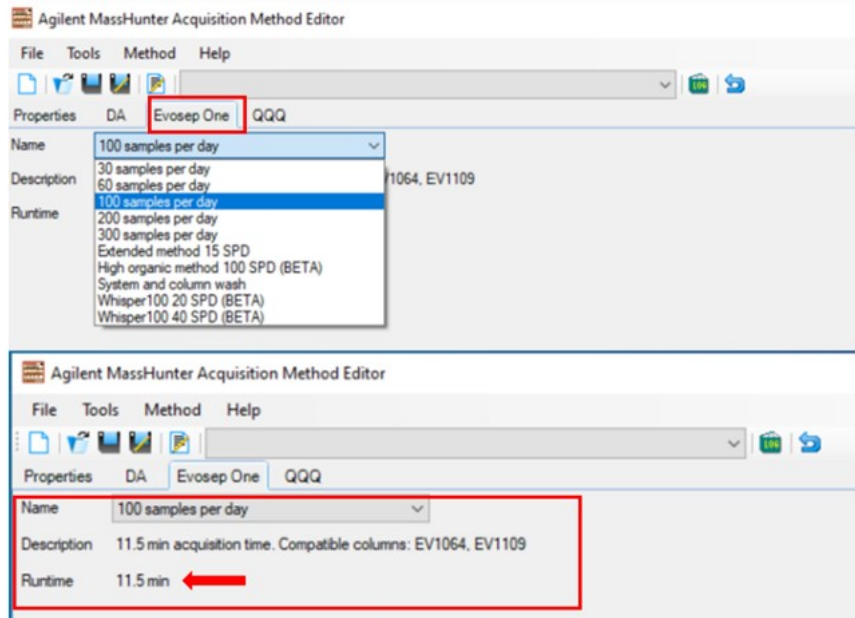 Agilent MassHunter Acquisition Method Editor
File Tools Method Help
LOG
Properties DA Evosep One QQQ
Name 100 samples per day
30 samples per day
Description 60 samples per day 1064, EV1109
100 samples per day
Runtime 200 samples per day
300 samples per day
Extended method 15 SPD
High organic method 100 SPD (BETA)
System and column wash
Whisper100 20 SPD (BETA)
Whisper100 40 SPD (BETA)
Agilent MassHunter Acquisition Method Editor
File Tools Method Help
LOG
Properties DA Evosep One QQQ
Name 100 samples per day
Description 11.5 min acquisition time. Compatible columns: EV1064, EV1109
Runtime 11.5 min